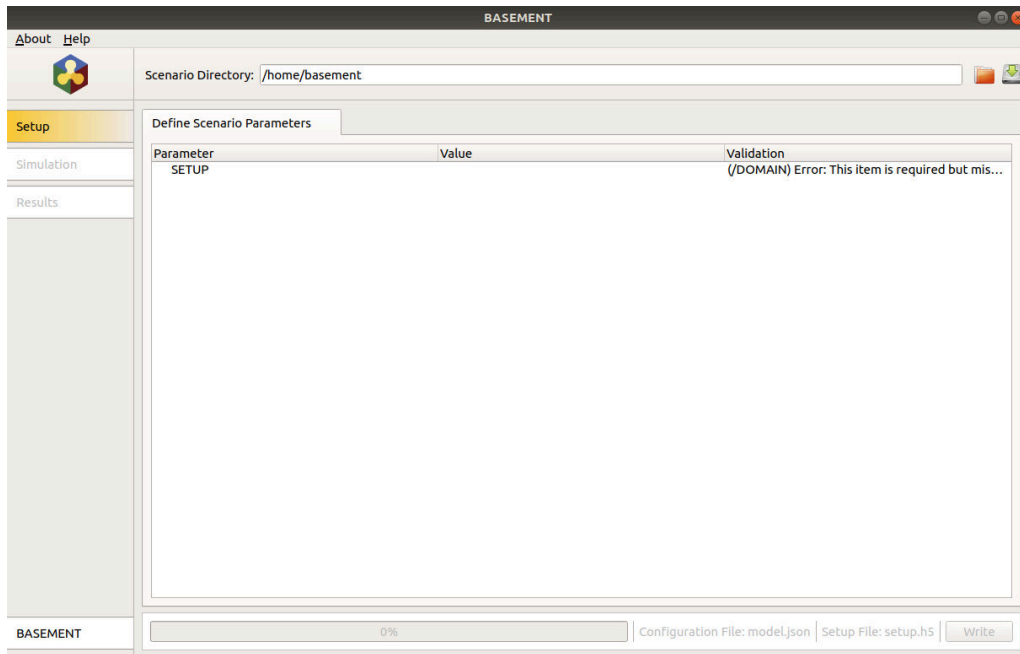 BASEMENT
About Help
Scenario Directory: /home/basement
Setup
Simulation
Results
Define Scenario Parameters
Parameter Value Validation
SETUP (/DOMAIN) Error: This item is required but mis...
BASEMENT
0% Configuration File: model.json Setup File: setup.h5 Write